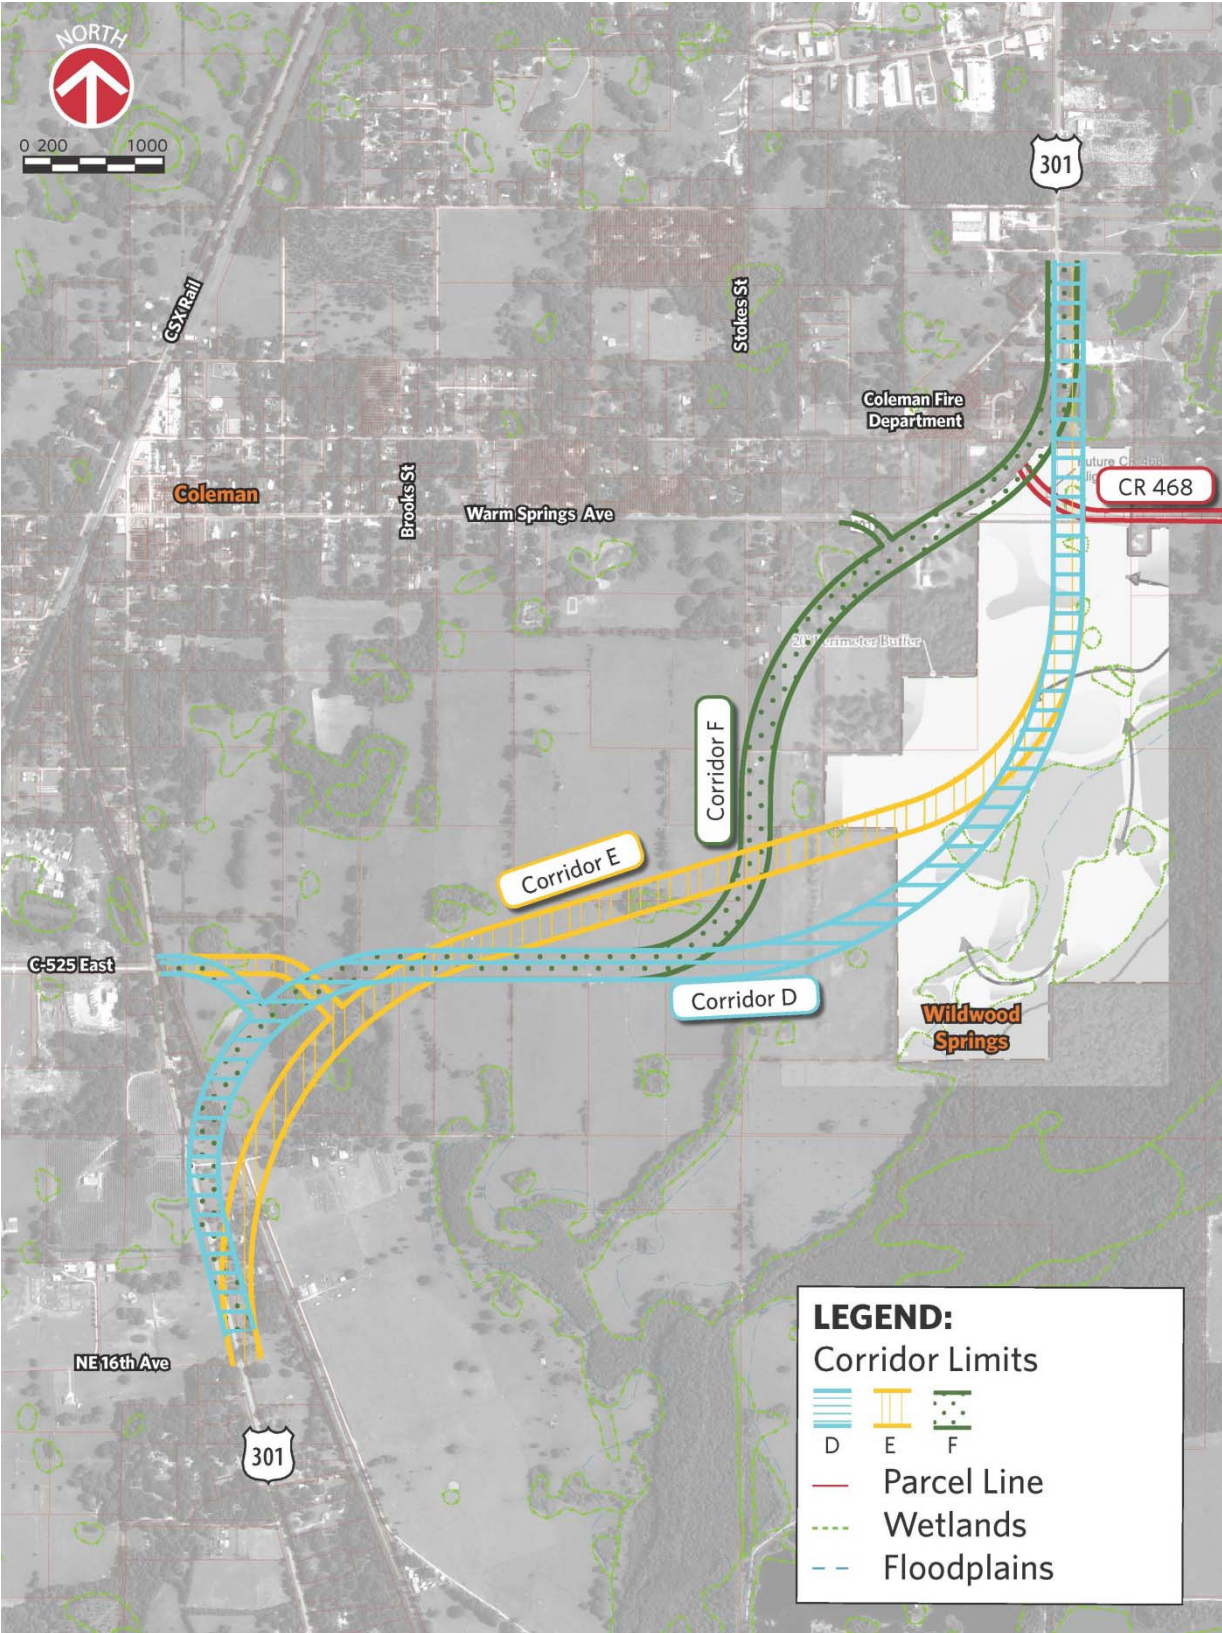 NORTH
0 200 1000
301
CSX Rail
Stokes St
Coleman Fire
Department
CR 468
Coleman
Brooks St
Warm Springs Ave
20' Perimeter Buffer
Corridor F
Corridor E
C-525 East
Corridor D
Wildwood
Springs
NE 16th Ave
301
LEGEND:
Corridor Limits
D E F
Parcel Line
Wetlands
Floodplains